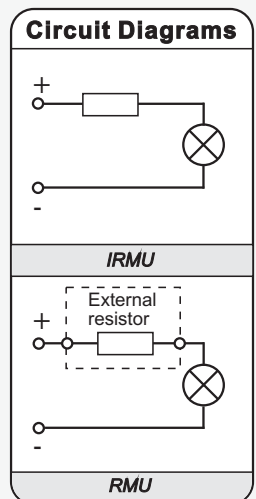 Circuit Diagrams
+
-
IRMU
External
resistor
+
-
RMU